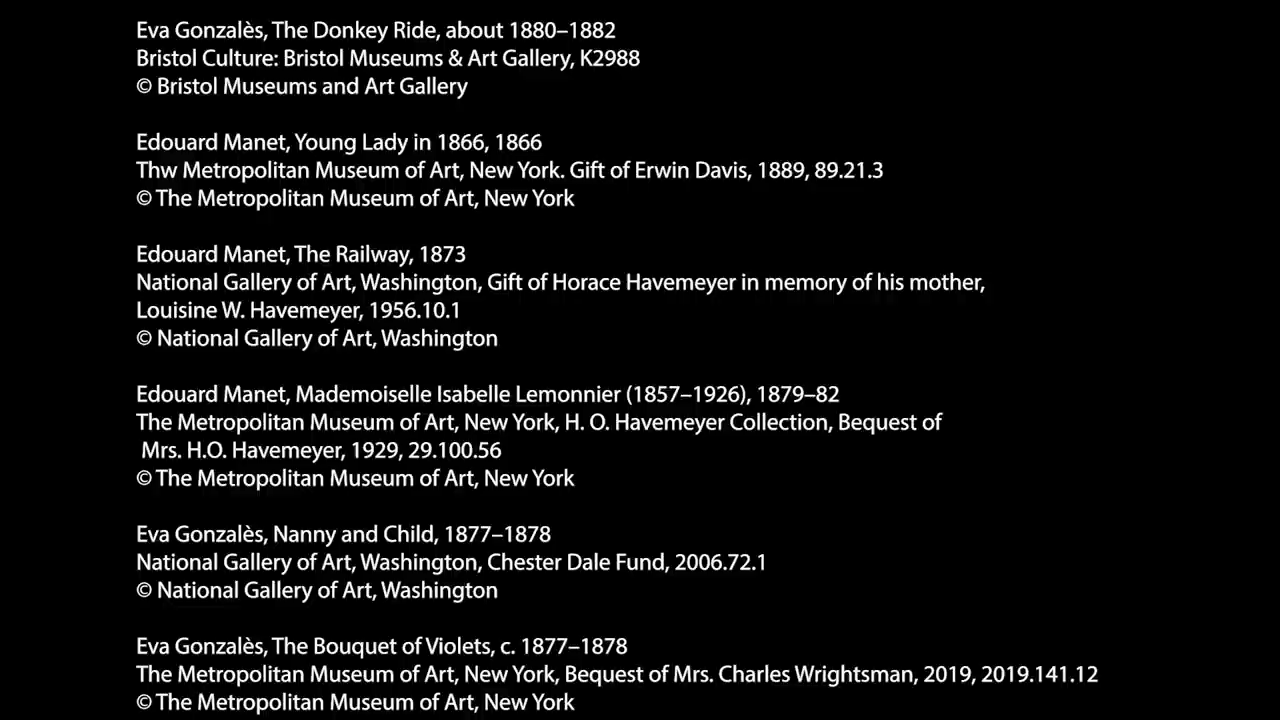 Eva Gonzalès, The Donkey Ride, about 1880–1882
Bristol Culture: Bristol Museums & Art Gallery, K2988
© Bristol Museums and Art Gallery
Edouard Manet, Young Lady in 1866, 1866
Thw Metropolitan Museum of Art, New York. Gift of Erwin Davis, 1889, 89.21.3
© The Metropolitan Museum of Art, New York
Edouard Manet, The Railway, 1873
National Gallery of Art, Washington, Gift of Horace Havemeyer in memory of his mother,
Louisine W. Havemeyer, 1956.10.1
© National Gallery of Art, Washington
Edouard Manet, Mademoiselle Isabelle Lemonnier (1857–1926), 1879–82
The Metropolitan Museum of Art, New York, H. O. Havemeyer Collection, Bequest of
Mrs. H.O. Havemeyer, 1929, 29.100.56
© The Metropolitan Museum of Art, New York
Eva Gonzalès, Nanny and Child, 1877–1878
National Gallery of Art, Washington, Chester Dale Fund, 2006.72.1
© National Gallery of Art, Washington
Eva Gonzalès, The Bouquet of Violets, c. 1877–1878
The Metropolitan Museum of Art, New York, Bequest of Mrs. Charles Wrightsman, 2019, 2019.141.12
© The Metropolitan Museum of Art, New York